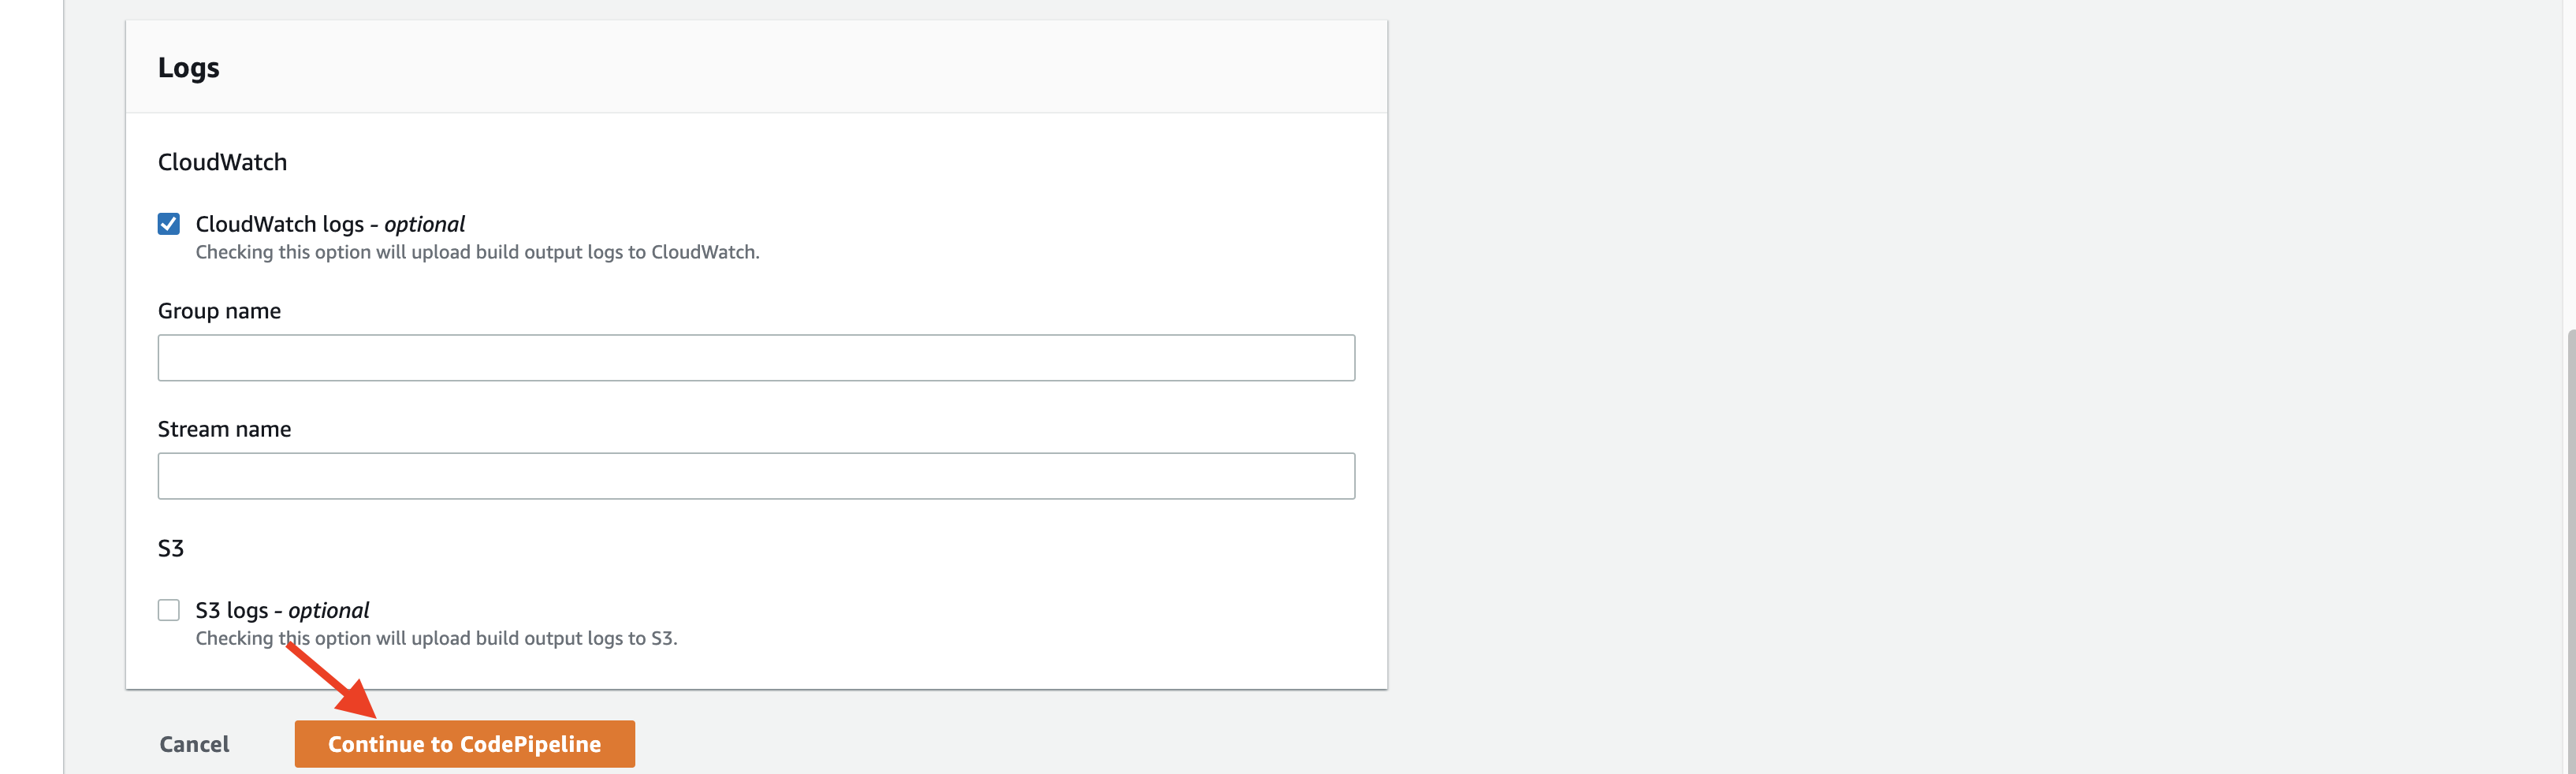 Logs
CloudWatch
CloudWatch logs - optional
Checking this option will upload build output logs to CloudWatch.
Group name
Stream name
S3
S3 logs - optional
Checking this option will upload build output logs to S3.
Cancel
Continue to CodePipeline